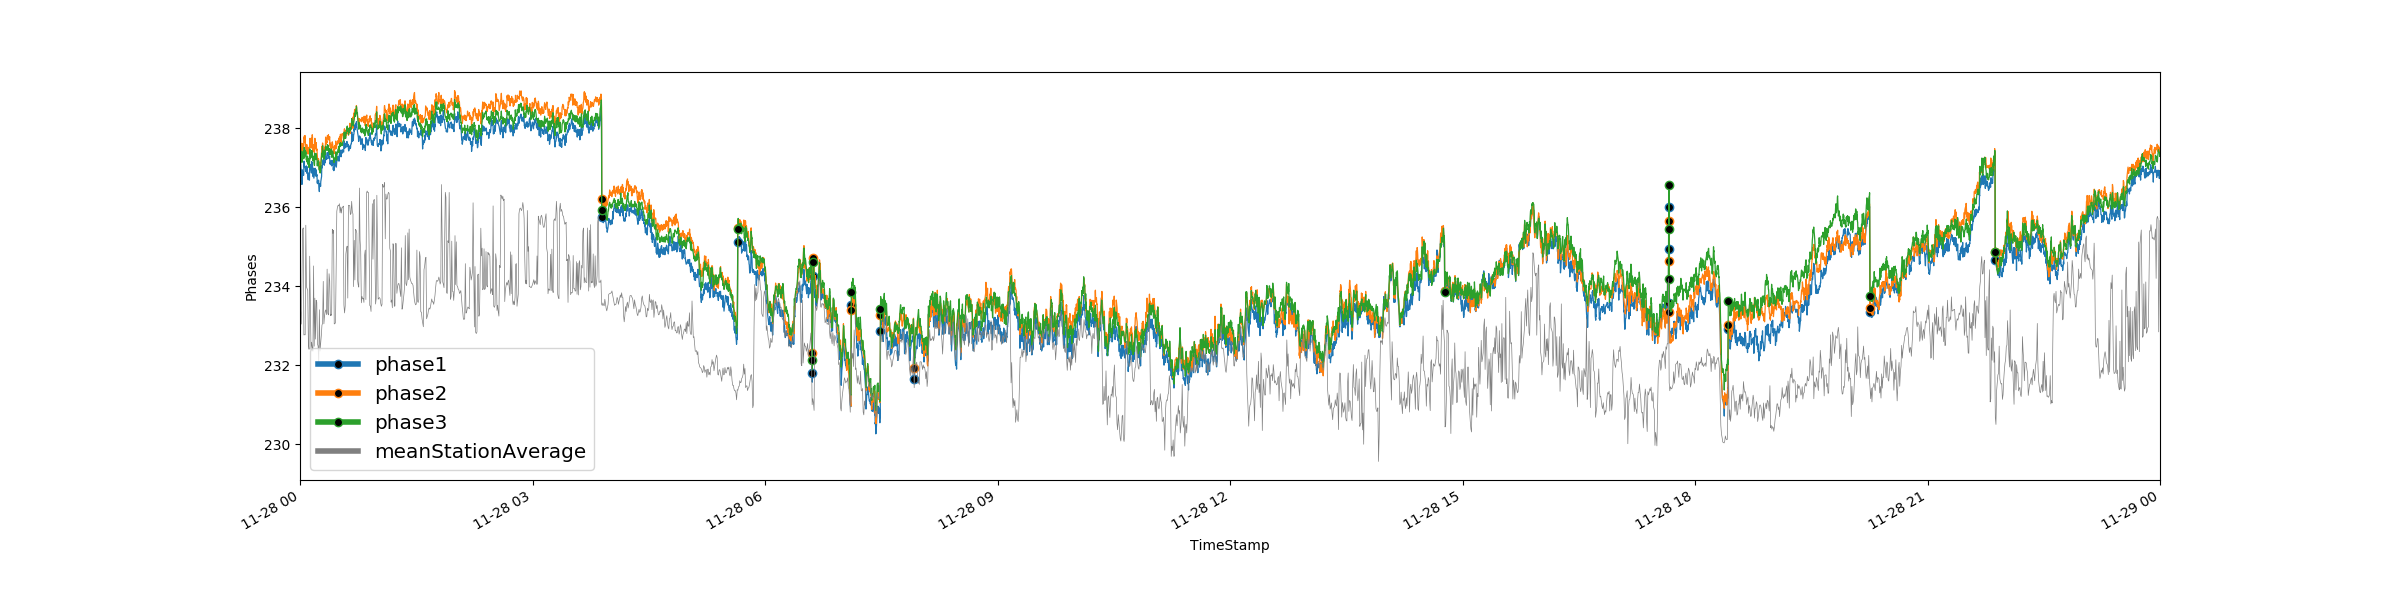 238
236
234
232
230
Phases
phase1
phase2
phase3
meanStationAverage
11-28 00
11-28 03
11-28 06
11-28 09
11-28 12
11-28 15
11-28 18
11-28 21
11-29 00
TimeStamp